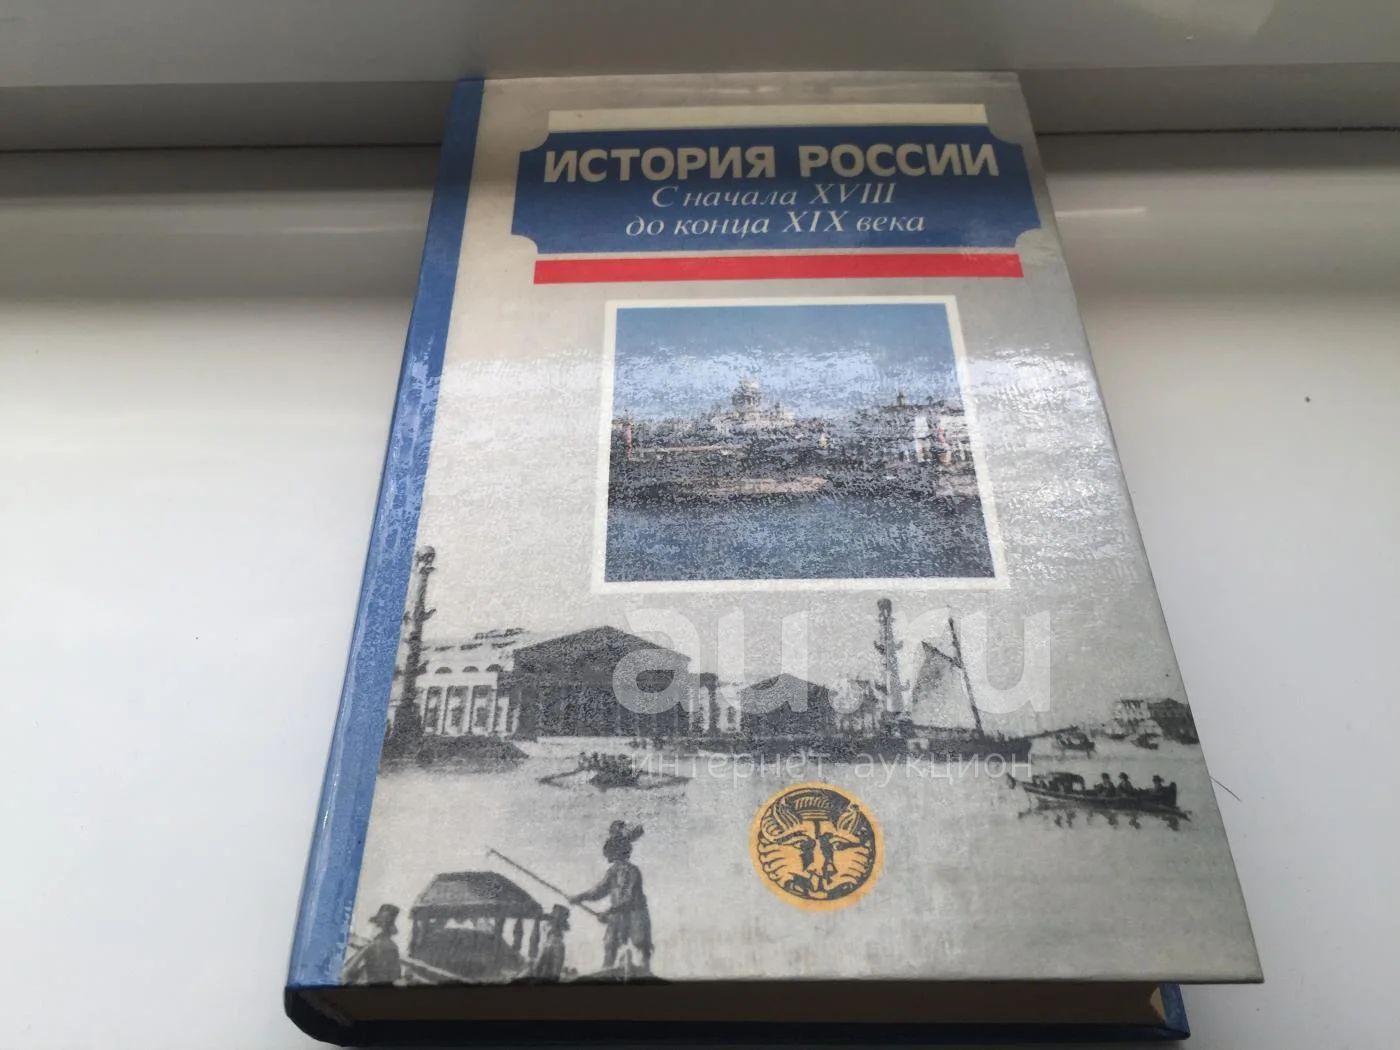 ИСТОРИЯ РОССИИ
С начала XVIII
до конца XIX века
au.ru
интернет аукцион